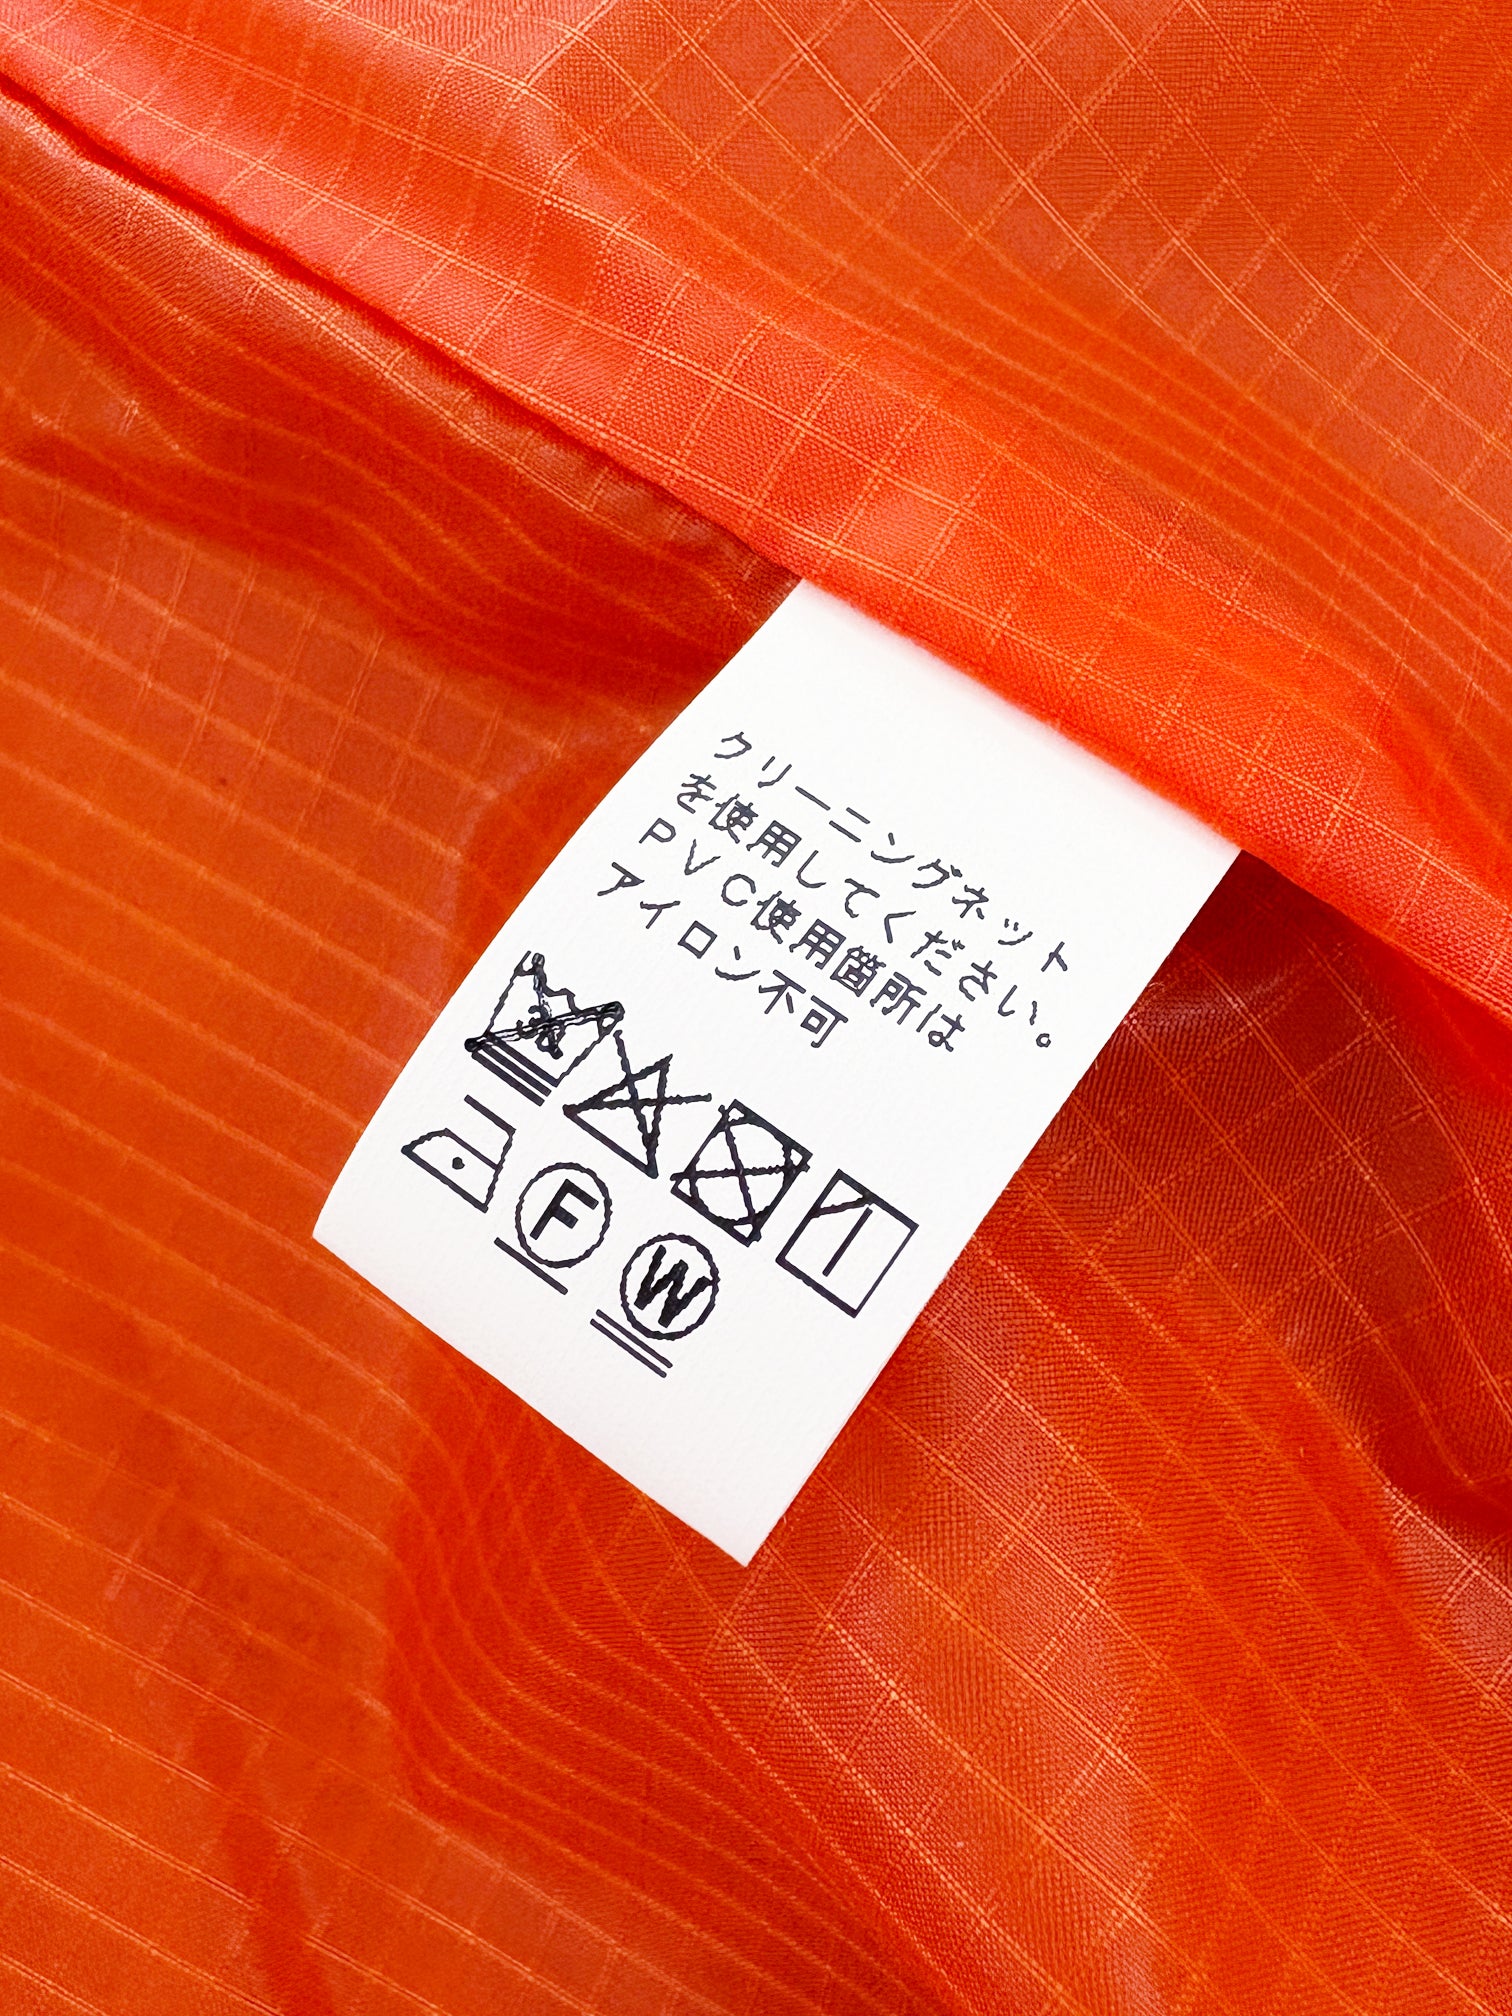 クリーニングネット
を使用してください。
PVC使用箇所は
アイロン不可
F
W